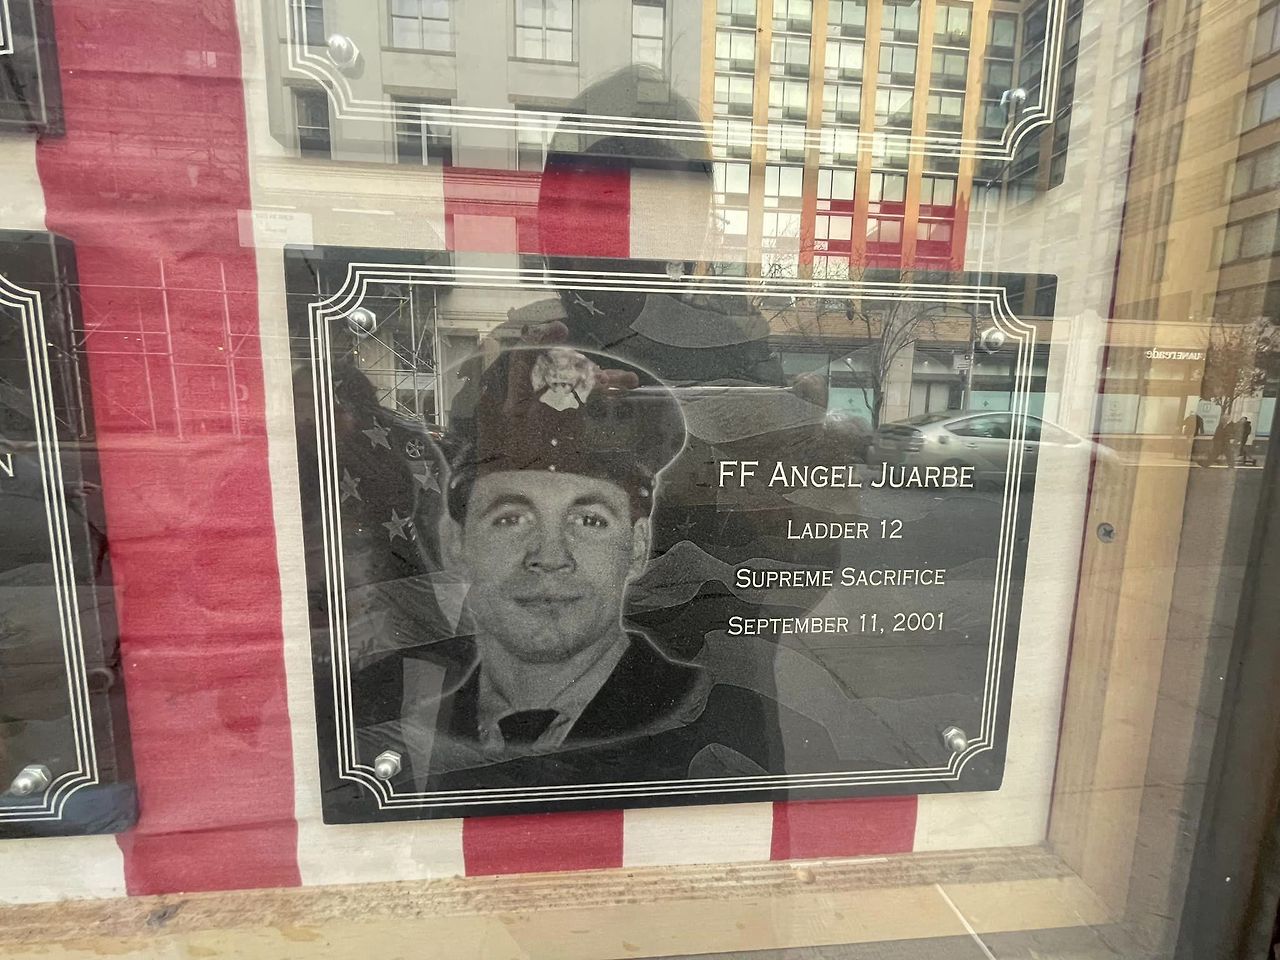 FF ANGEL JUARBE
LADDER 12
SUPREME SACRIFICE
SEPTEMBER 11, 2001
N